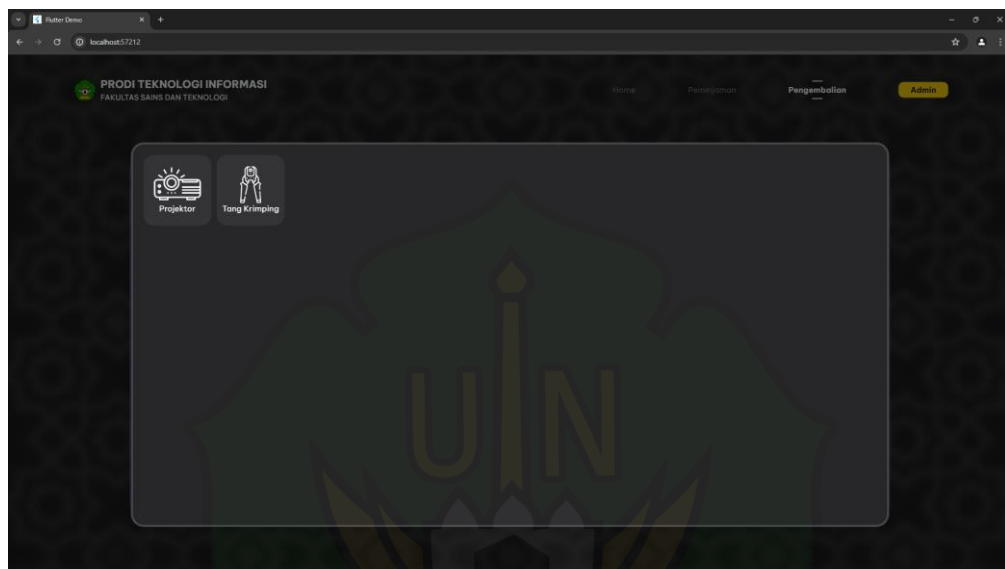 Flutter Demo
localhost:57212
PRODI TEKNOLOGI INFORMASI
FAKULTAS SAINS DAN TEKNOLOGI
Home
Peminjaman
Pengembalian
Admin
Projektor
Tang Krimping
UIN